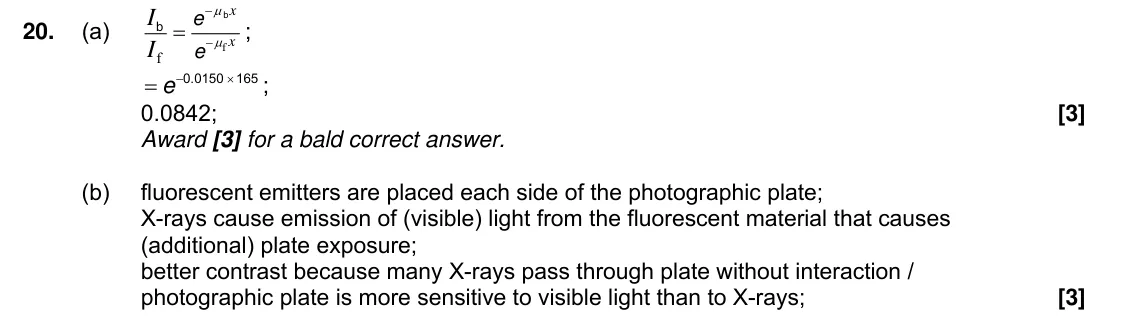 20. (a) I_b / I_f = e^{−μ_b x} / e^{−μ_f x} ;
= e^{−0.0150 × 165} ;
0.0842; [3]
Award [3] for a bald correct answer.
(b) fluorescent emitters are placed each side of the photographic plate;
X-rays cause emission of (visible) light from the fluorescent material that causes
(additional) plate exposure;
better contrast because many X-rays pass through plate without interaction /
photographic plate is more sensitive to visible light than to X-rays; [3]